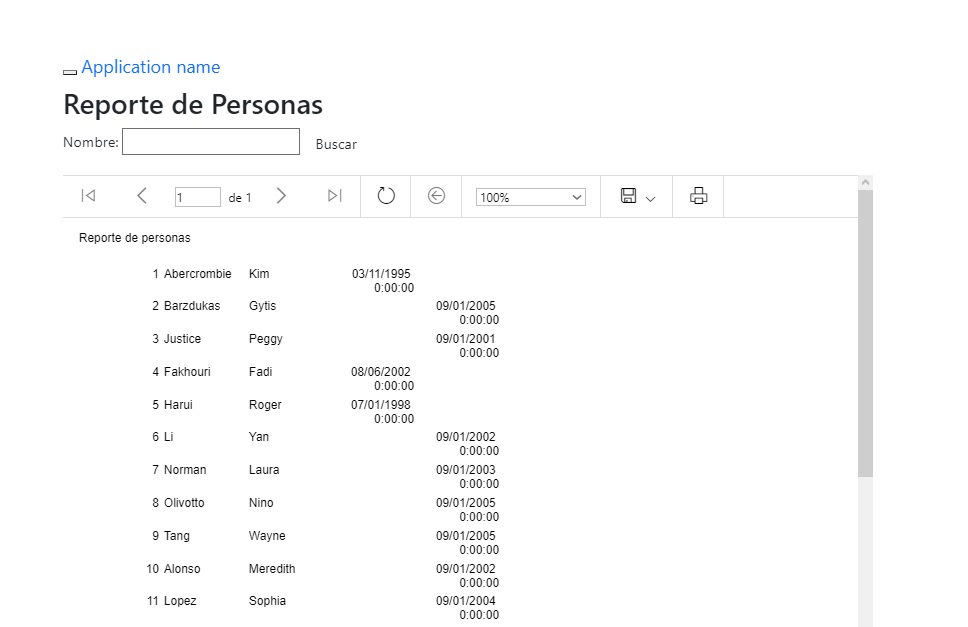 Application name
Reporte de Personas
Nombre: Buscar
1 de 1 100%
Reporte de personas
1 Abercrombie Kim 03/11/1995
0:00:00
2 Barzdukas Gytis 09/01/2005
0:00:00
3 Justice Peggy 09/01/2001
0:00:00
4 Fakhouri Fadi 08/06/2002
0:00:00
5 Harui Roger 07/01/1998
0:00:00
6 Li Yan 09/01/2002
0:00:00
7 Norman Laura 09/01/2003
0:00:00
8 Olivotto Nino 09/01/2005
0:00:00
9 Tang Wayne 09/01/2005
0:00:00
10 Alonso Meredith 09/01/2002
0:00:00
11 Lopez Sophia 09/01/2004
0:00:00